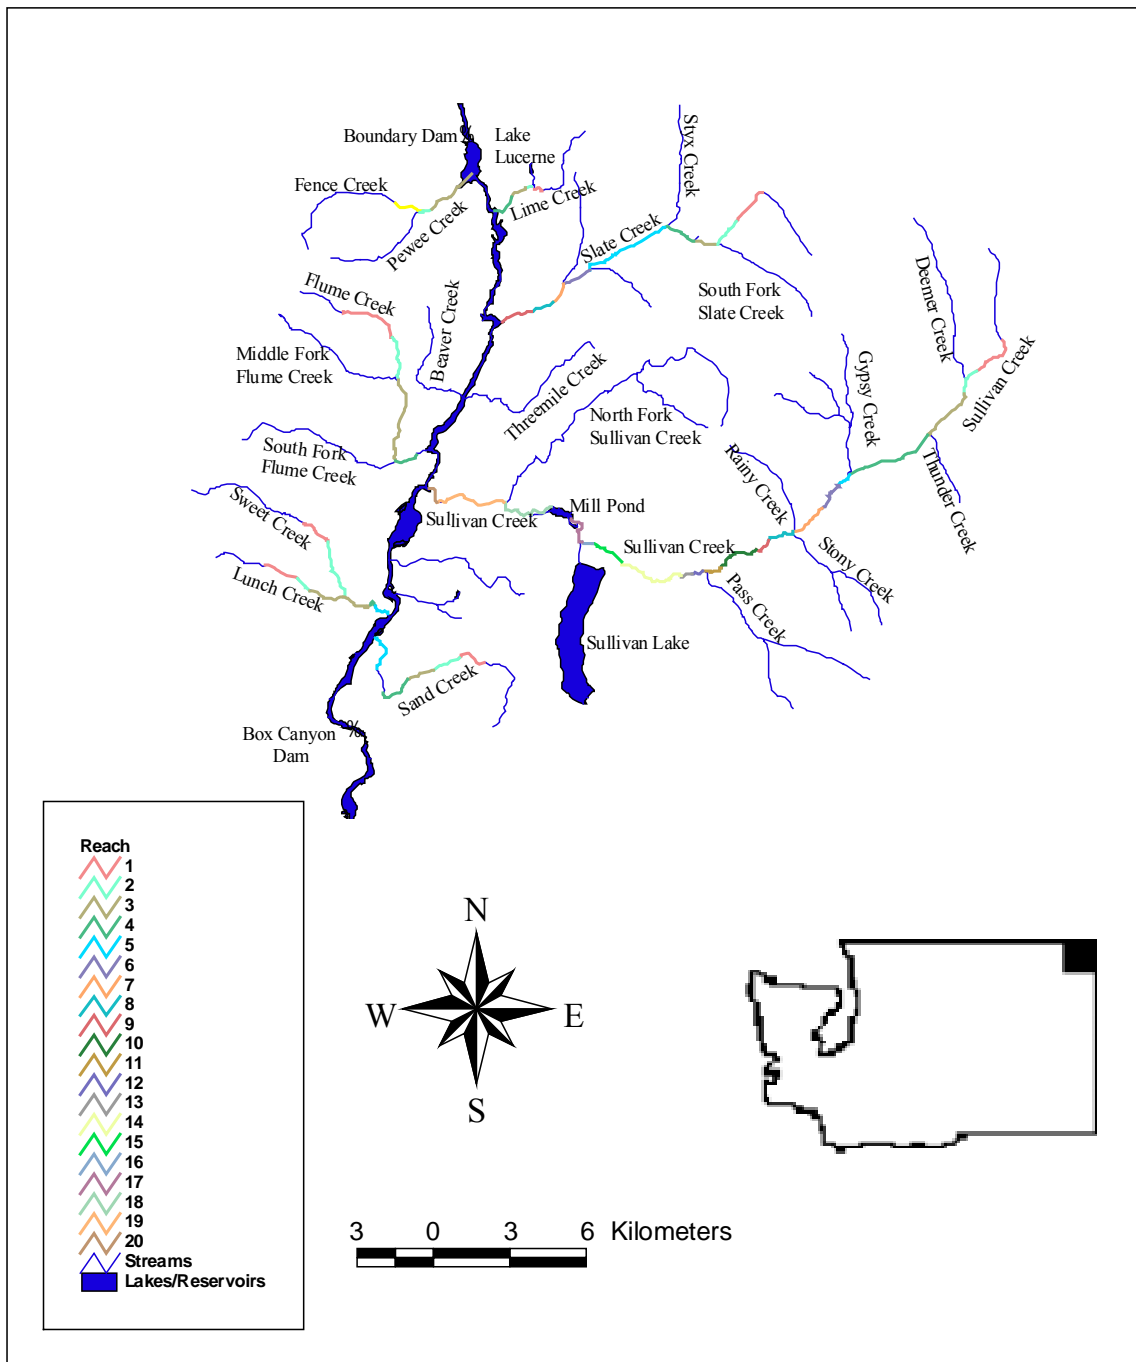 Boundary Dam
Lake
Lucerne
Styx Creek
Fence Creek
Lime Creek
Pewee Creek
Slate Creek
Flume Creek
South Fork
Slate Creek
Deemer Creek
Beaver Creek
Middle Fork
Flume Creek
Threemile Creek
Gypsy Creek
Sullivan Creek
North Fork
Sullivan Creek
South Fork
Flume Creek
Rainy Creek
Thunder Creek
Sweet Creek
Sullivan Creek
Mill Pond
Sullivan Creek
Stony Creek
Lunch Creek
Pass Creek
Sullivan Lake
Sand Creek
Box Canyon
Dam
Reach
1
2
3
4
5
6
7
8
9
10
11
12
13
14
15
16
17
18
19
20
Streams
Lakes/Reservoirs
N
W
E
S
3 0 3 6 Kilometers